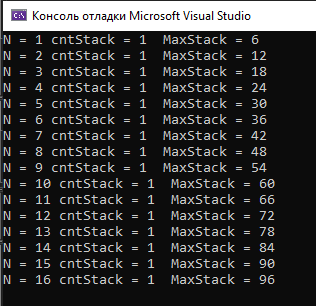 Консоль отладки Microsoft Visual Studio
N = 1 cntStack = 1  MaxStack = 6
N = 2 cntStack = 1  MaxStack = 12
N = 3 cntStack = 1  MaxStack = 18
N = 4 cntStack = 1  MaxStack = 24
N = 5 cntStack = 1  MaxStack = 30
N = 6 cntStack = 1  MaxStack = 36
N = 7 cntStack = 1  MaxStack = 42
N = 8 cntStack = 1  MaxStack = 48
N = 9 cntStack = 1  MaxStack = 54
N = 10 cntStack = 1  MaxStack = 60
N = 11 cntStack = 1  MaxStack = 66
N = 12 cntStack = 1  MaxStack = 72
N = 13 cntStack = 1  MaxStack = 78
N = 14 cntStack = 1  MaxStack = 84
N = 15 cntStack = 1  MaxStack = 90
N = 16 cntStack = 1  MaxStack = 96